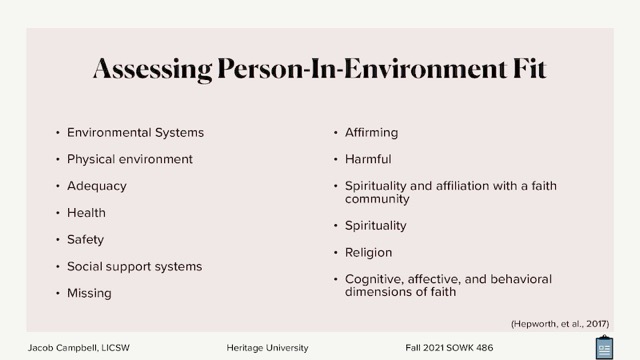 Assessing Person-In-Environment Fit
• Environmental Systems
• Physical environment
• Adequacy
• Health
• Safety
• Social support systems
• Missing
• Affirming
• Harmful
• Spirituality and affiliation with a faith
community
• Spirituality
• Religion
• Cognitive, affective, and behavioral
dimensions of faith
(Hepworth, et al., 2017)
Jacob Campbell, LICSW
Heritage University
Fall 2021 SOWK 486